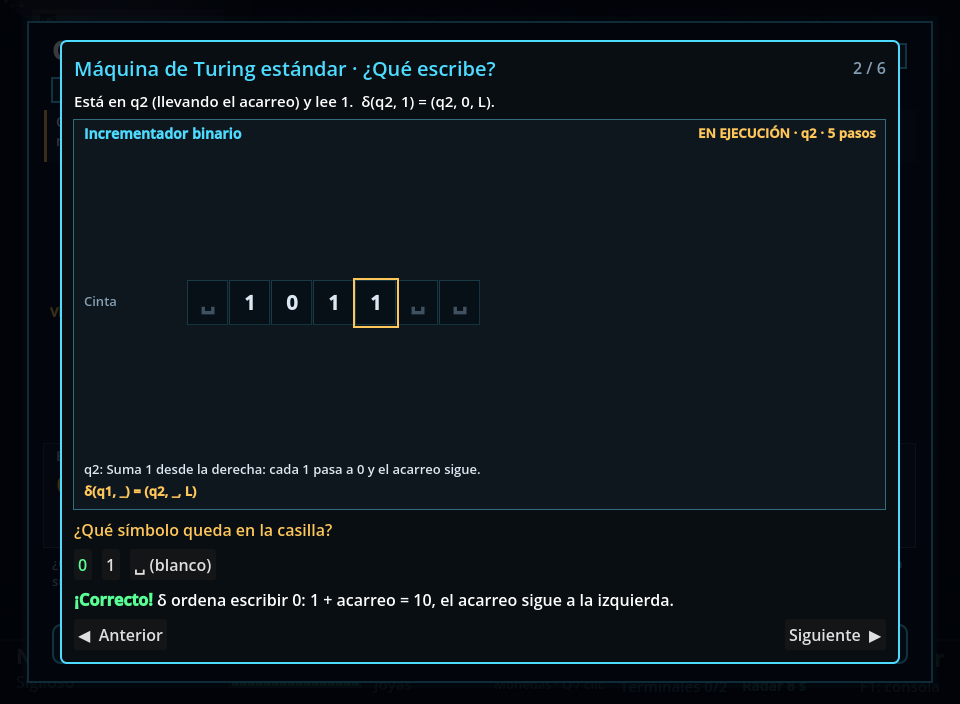 Máquina de Turing estándar · ¿Qué escribe?
2 / 6
Está en q2 (llevando el acarreo) y lee 1. δ(q2, 1) = (q2, 0, L).
Incrementador binario
EN EJECUCIÓN · q2 · 5 pasos
Cinta
␣ 1 0 1 1 ␣ ␣
q2: Suma 1 desde la derecha: cada 1 pasa a 0 y el acarreo sigue.
δ(q1, _) = (q2, _, L)
¿Qué símbolo queda en la casilla?
0 1 ␣ (blanco)
¡Correcto! δ ordena escribir 0: 1 + acarreo = 10, el acarreo sigue a la izquierda.
◀ Anterior
Siguiente ▶
Terminales 0/2